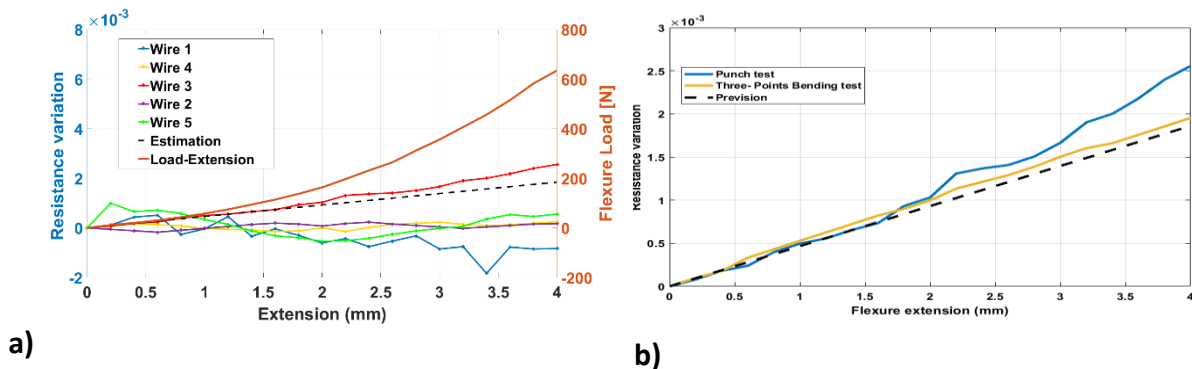 ×10⁻³
8
6
4
2
0
-2
Resistance variation
Wire 1
Wire 4
Wire 3
Wire 2
Wire 5
Estimation
Load-Extension
800
600
400
200
0
-200
Flexure Load [N]
0 0.5 1 1.5 2 2.5 3 3.5 4
Extension (mm)
a)
×10⁻³
3
2.5
2
1.5
1
0.5
0
Resistance variation
Punch test
Three- Points Bending test
Prevision
0 0.5 1 1.5 2 2.5 3 3.5 4
Flexure extension (mm)
b)